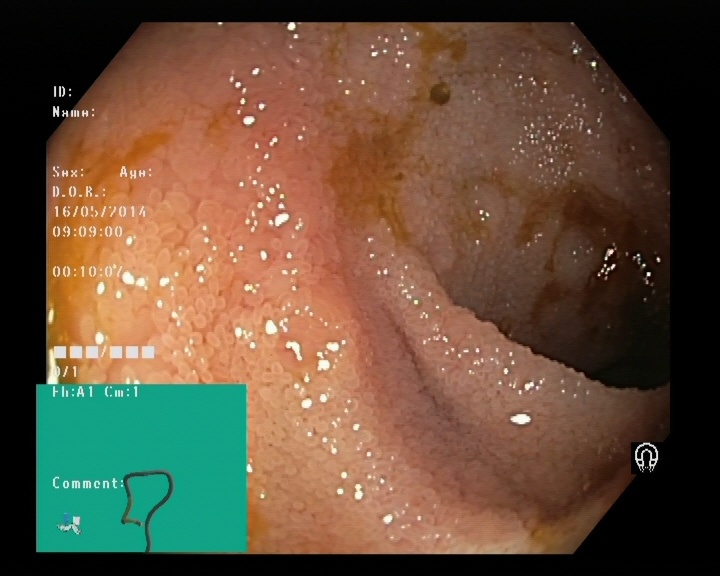 ID:
Name:
Sex: Age:
D.O.B.:
16/05/2014
09:09:00
00:10:07
■■■/■■■
0/1
Eh:A1 Cm:1
Comment: